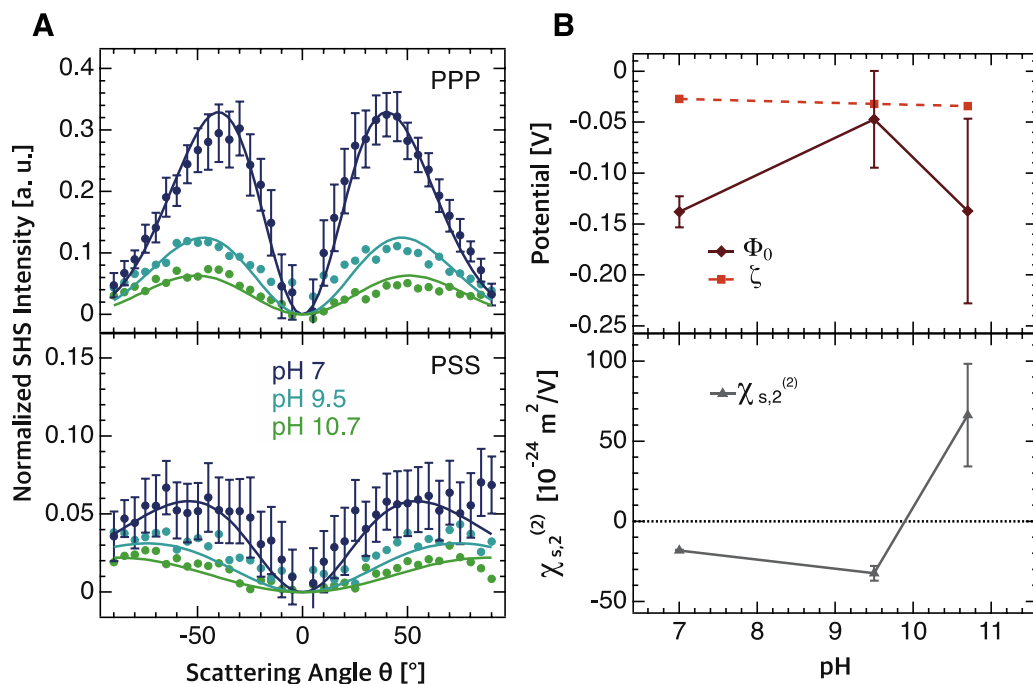 A
Normalized SHS Intensity [a. u.]
0.4
0.3
0.2
0.1
0
PPP
0.15
0.10
0.05
0
PSS
pH 7
pH 9.5
pH 10.7
-50
0
50
Scattering Angle θ [°]
B
Potential [V]
0
-0.05
-0.10
-0.15
-0.20
-0.25
Φ₀
ζ
χ s,2 (2) [10⁻²⁴ m²/V]
100
50
0
-50
χ s,2 (2)
7
8
9
10
11
pH